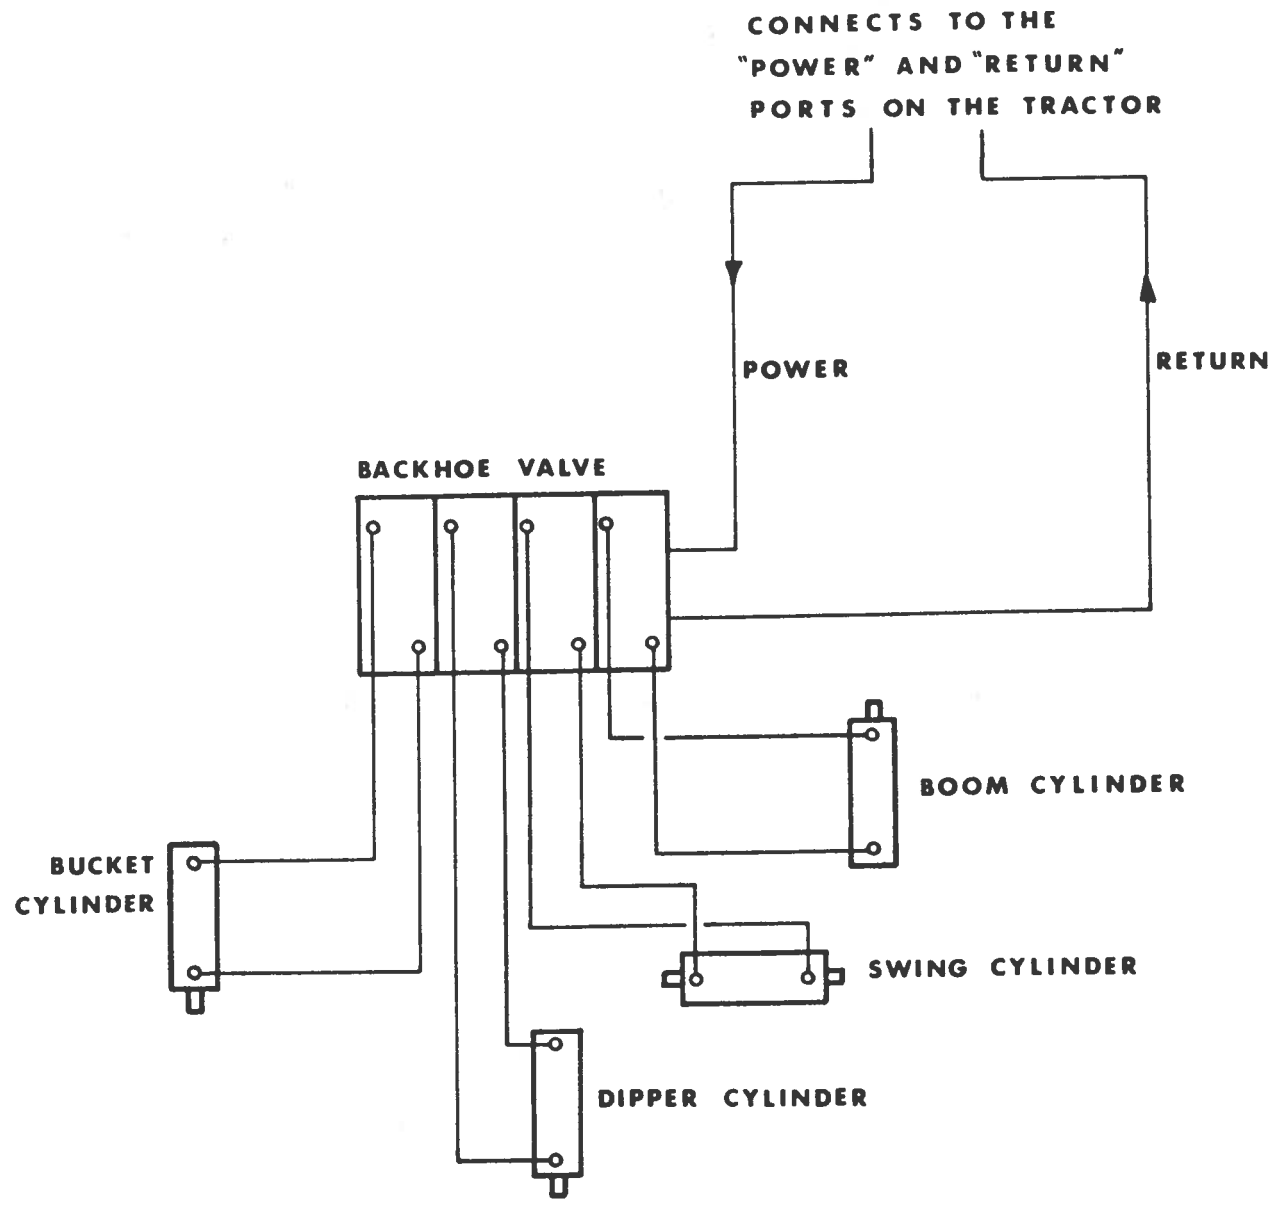 CONNECTS TO THE
"POWER" AND "RETURN"
PORTS ON THE TRACTOR
POWER
RETURN
BACKHOE VALVE
BOOM CYLINDER
BUCKET
CYLINDER
SWING CYLINDER
DIPPER CYLINDER